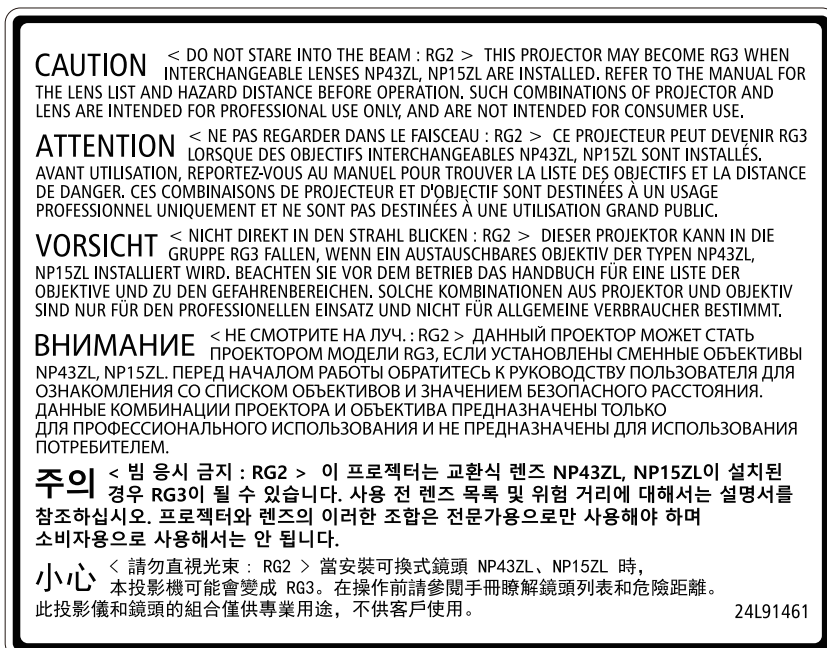 CAUTION < DO NOT STARE INTO THE BEAM : RG2 > THIS PROJECTOR MAY BECOME RG3 WHEN
INTERCHANGEABLE LENSES NP43ZL, NP15ZL ARE INSTALLED. REFER TO THE MANUAL FOR
THE LENS LIST AND HAZARD DISTANCE BEFORE OPERATION. SUCH COMBINATIONS OF PROJECTOR AND
LENS ARE INTENDED FOR PROFESSIONAL USE ONLY, AND ARE NOT INTENDED FOR CONSUMER USE.
ATTENTION < NE PAS REGARDER DANS LE FAISCEAU : RG2 > CE PROJECTEUR PEUT DEVENIR RG3
LORSQUE DES OBJECTIFS INTERCHANGEABLES NP43ZL, NP15ZL SONT INSTALLÉS.
AVANT UTILISATION, REPORTEZ-VOUS AU MANUEL POUR TROUVER LA LISTE DES OBJECTIFS ET LA DISTANCE
DE DANGER. CES COMBINAISONS DE PROJECTEUR ET D'OBJECTIF SONT DESTINÉES À UN USAGE
PROFESSIONNEL UNIQUEMENT ET NE SONT PAS DESTINÉES À UNE UTILISATION GRAND PUBLIC.
VORSICHT < NICHT DIREKT IN DEN STRAHL BLICKEN : RG2 > DIESER PROJEKTOR KANN IN DIE
GRUPPE RG3 FALLEN, WENN EIN AUSTAUSCHBARES OBJEKTIV DER TYPEN NP43ZL,
NP15ZL INSTALLIERT WIRD. BEACHTEN SIE VOR DEM BETRIEB DAS HANDBUCH FÜR EINE LISTE DER
OBJEKTIVE UND ZU DEN GEFAHRENBEREICHEN. SOLCHE KOMBINATIONEN AUS PROJEKTOR UND OBJEKTIV
SIND NUR FÜR DEN PROFESSIONELLEN EINSATZ UND NICHT FÜR ALLGEMEINE VERBRAUCHER BESTIMMT.
ВНИМАНИЕ < НЕ СМОТРИТЕ НА ЛУЧ. : RG2 > ДАННЫЙ ПРОЕКТОР МОЖЕТ СТАТЬ
ПРОЕКТОРОМ МОДЕЛИ RG3, ЕСЛИ УСТАНОВЛЕНЫ СМЕННЫЕ ОБЪЕКТИВЫ
NP43ZL, NP15ZL. ПЕРЕД НАЧАЛОМ РАБОТЫ ОБРАТИТЕСЬ К РУКОВОДСТВУ ПОЛЬЗОВАТЕЛЯ ДЛЯ
ОЗНАКОМЛЕНИЯ СО СПИСКОМ ОБЪЕКТИВОВ И ЗНАЧЕНИЕМ БЕЗОПАСНОГО РАССТОЯНИЯ.
ДАННЫЕ КОМБИНАЦИИ ПРОЕКТОРА И ОБЪЕКТИВА ПРЕДНАЗНАЧЕНЫ ТОЛЬКО
ДЛЯ ПРОФЕССИОНАЛЬНОГО ИСПОЛЬЗОВАНИЯ И НЕ ПРЕДНАЗНАЧЕНЫ ДЛЯ ИСПОЛЬЗОВАНИЯ
ПОТРЕБИТЕЛЕМ.
주의 < 빔 응시 금지 : RG2 > 이 프로젝터는 교환식 렌즈 NP43ZL, NP15ZL이 설치된
경우 RG3이 될 수 있습니다. 사용 전 렌즈 목록 및 위험 거리에 대해서는 설명서를
참조하십시오. 프로젝터와 렌즈의 이러한 조합은 전문가용으로만 사용해야 하며
소비자용으로 사용해서는 안 됩니다.
小心 < 請勿直視光束 : RG2 > 當安裝可換式鏡頭 NP43ZL、NP15ZL 時,
本投影機可能會變成 RG3。在操作前請參閱手冊瞭解鏡頭列表和危險距離。
此投影儀和鏡頭的組合僅供專業用途，不供客戶使用。
24L91461